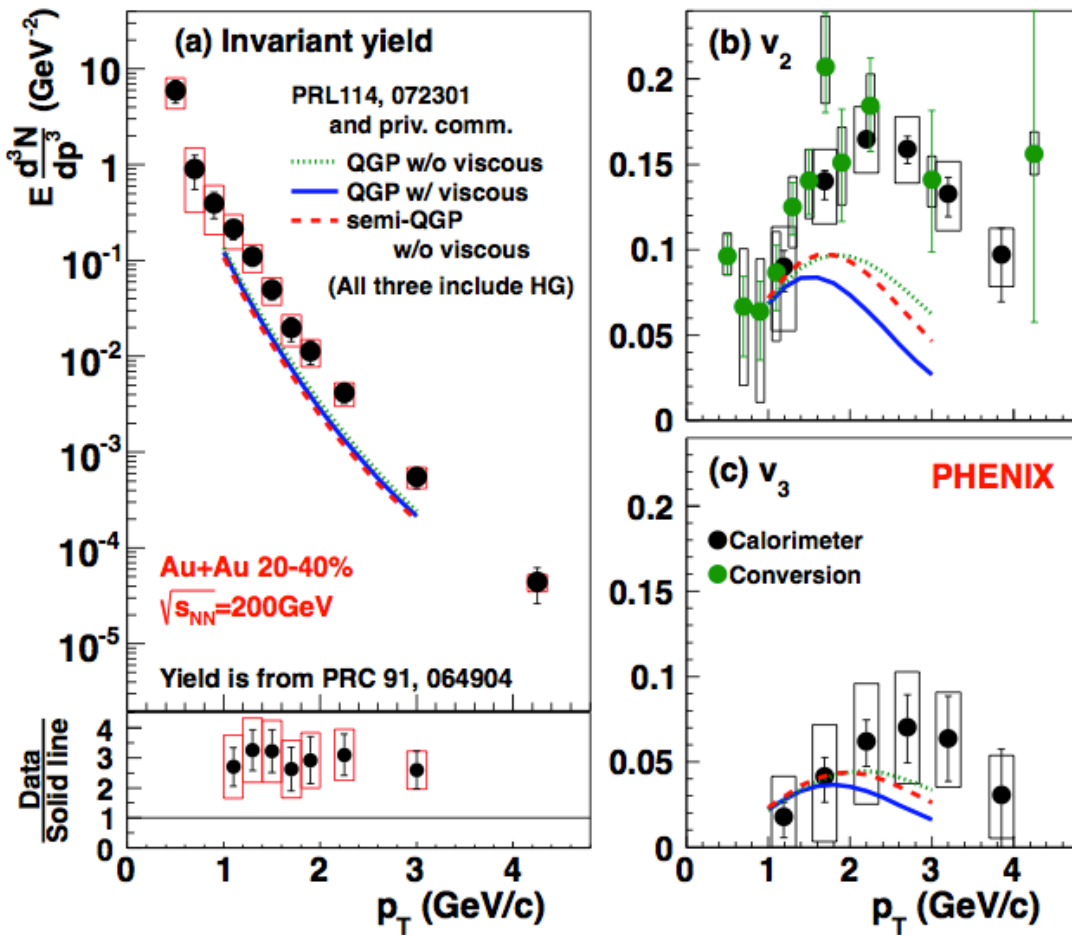 (a) Invariant yield
E d³N/dp³ (GeV⁻²)
10
1
10⁻¹
10⁻²
10⁻³
10⁻⁴
10⁻⁵
PRL114, 072301
and priv. comm.
QGP w/o viscous
QGP w/ viscous
semi-QGP
w/o viscous
(All three include HG)
Au+Au 20-40%
√sNN=200GeV
Yield is from PRC 91, 064904
Data/Solid line
4
3
2
1
0
0 1 2 3 4
pT (GeV/c)
(b) v₂
0.2
0.15
0.1
0.05
0
(c) v₃
PHENIX
Calorimeter
Conversion
0.2
0.15
0.1
0.05
0
0 1 2 3 4
pT (GeV/c)